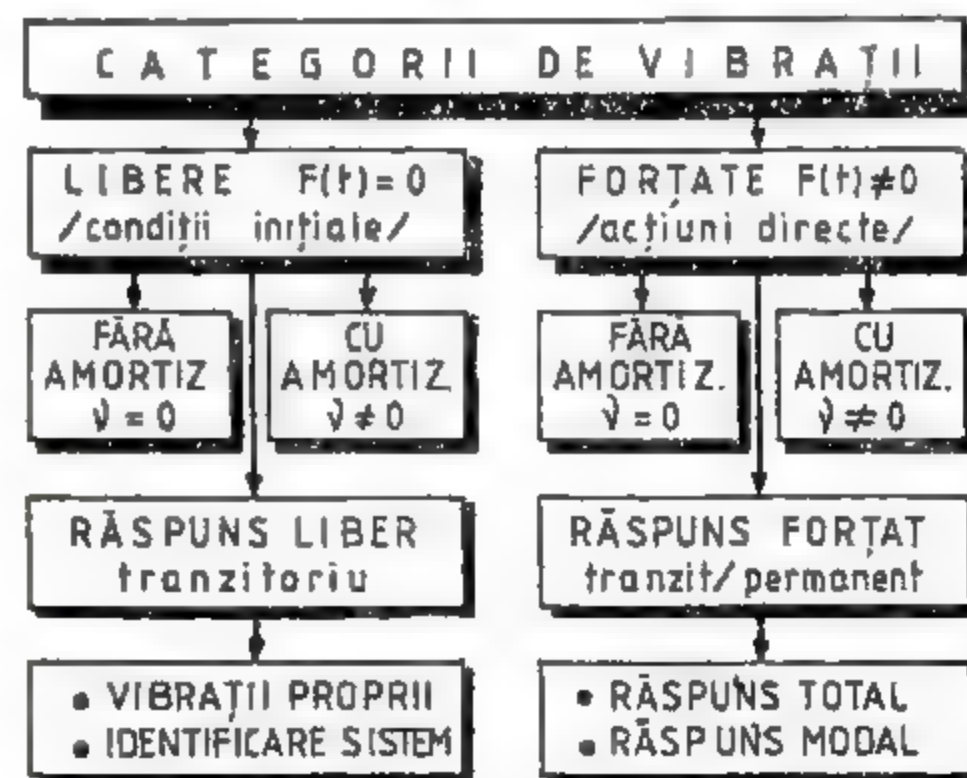 CATEGORII DE VIBRAȚII
LIBERE F(t)=0
/condiții inițiale/
FORȚATE F(t)≠0
/acțiuni directe/
FĂRĂ
AMORTIZ
ν = 0
CU
AMORTIZ.
ν ≠ 0
FĂRĂ
AMORTIZ.
ν = 0
CU
AMORTIZ.
ν ≠ 0
RĂSPUNS LIBER
tranzitoriu
RĂSPUNS FORȚAT
tranzit/permanent
• VIBRAȚII PROPRII
• IDENTIFICARE SISTEM
• RĂSPUNS TOTAL
• RĂSPUNS MODAL